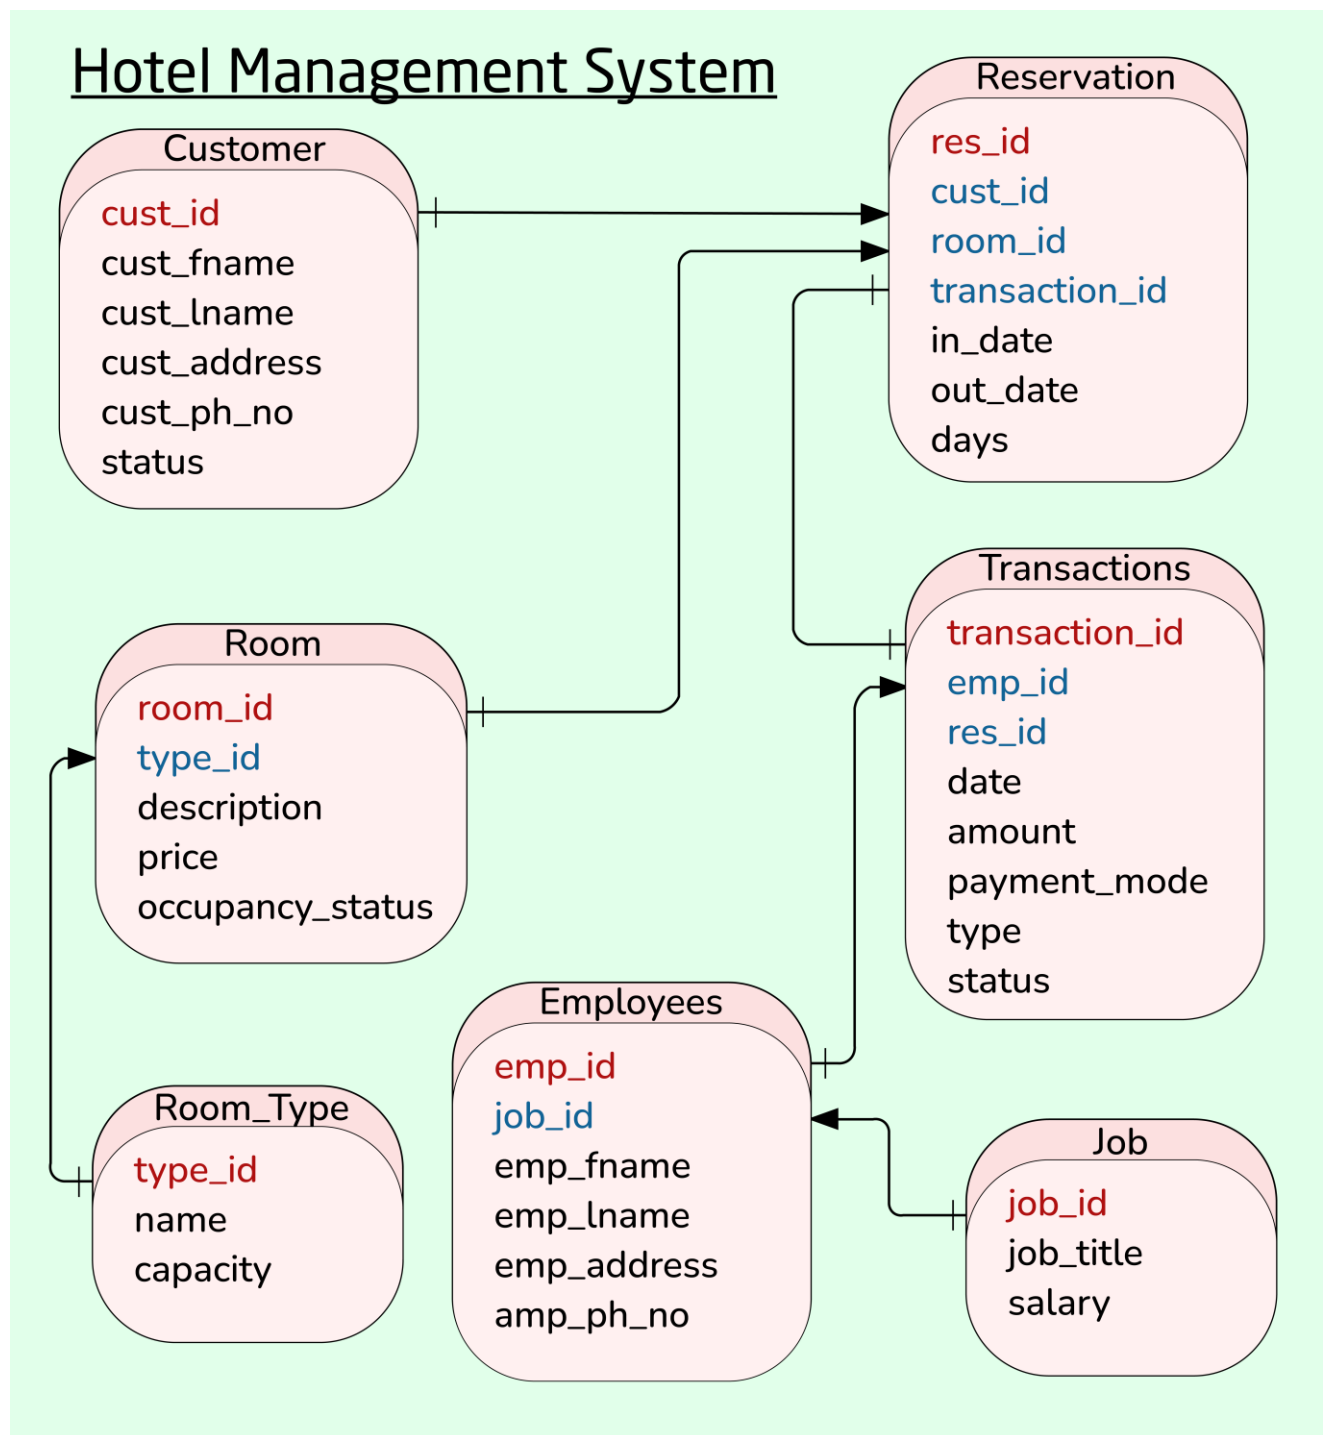 Hotel Management System
Customer
cust_id
cust_fname
cust_lname
cust_address
cust_ph_no
status
Reservation
res_id
cust_id
room_id
transaction_id
in_date
out_date
days
Room
room_id
type_id
description
price
occupancy_status
Transactions
transaction_id
emp_id
res_id
date
amount
payment_mode
type
status
Room_Type
type_id
name
capacity
Employees
emp_id
job_id
emp_fname
emp_lname
emp_address
amp_ph_no
Job
job_id
job_title
salary